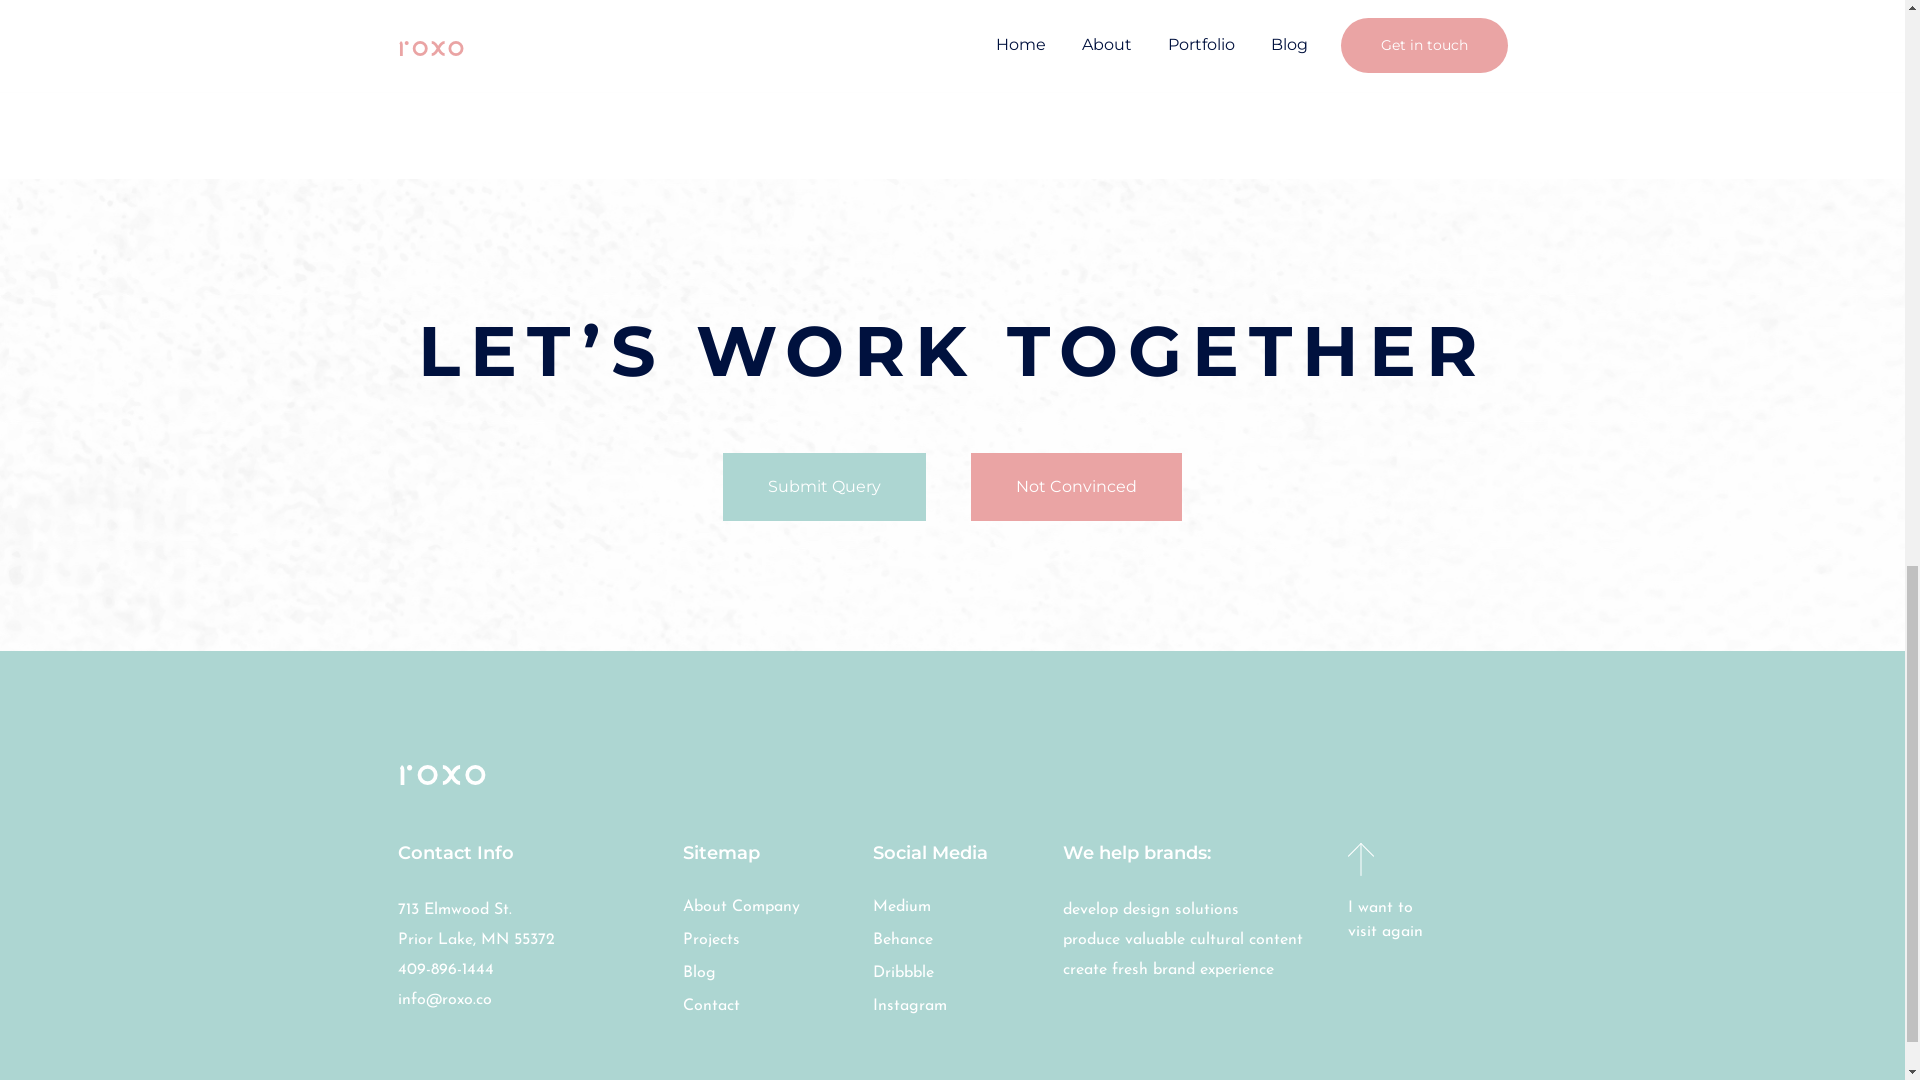 roxo
Home
About
Portfolio
Blog
Get in touch
LET’S WORK TOGETHER
Submit Query
Not Convinced
roxo
Contact Info
713 Elmwood St.
Prior Lake, MN 55372
409-896-1444
info@roxo.co
Sitemap
About Company
Projects
Blog
Contact
Social Media
Medium
Behance
Dribbble
Instagram
We help brands:
develop design solutions
produce valuable cultural content
create fresh brand experience
I want to
visit again